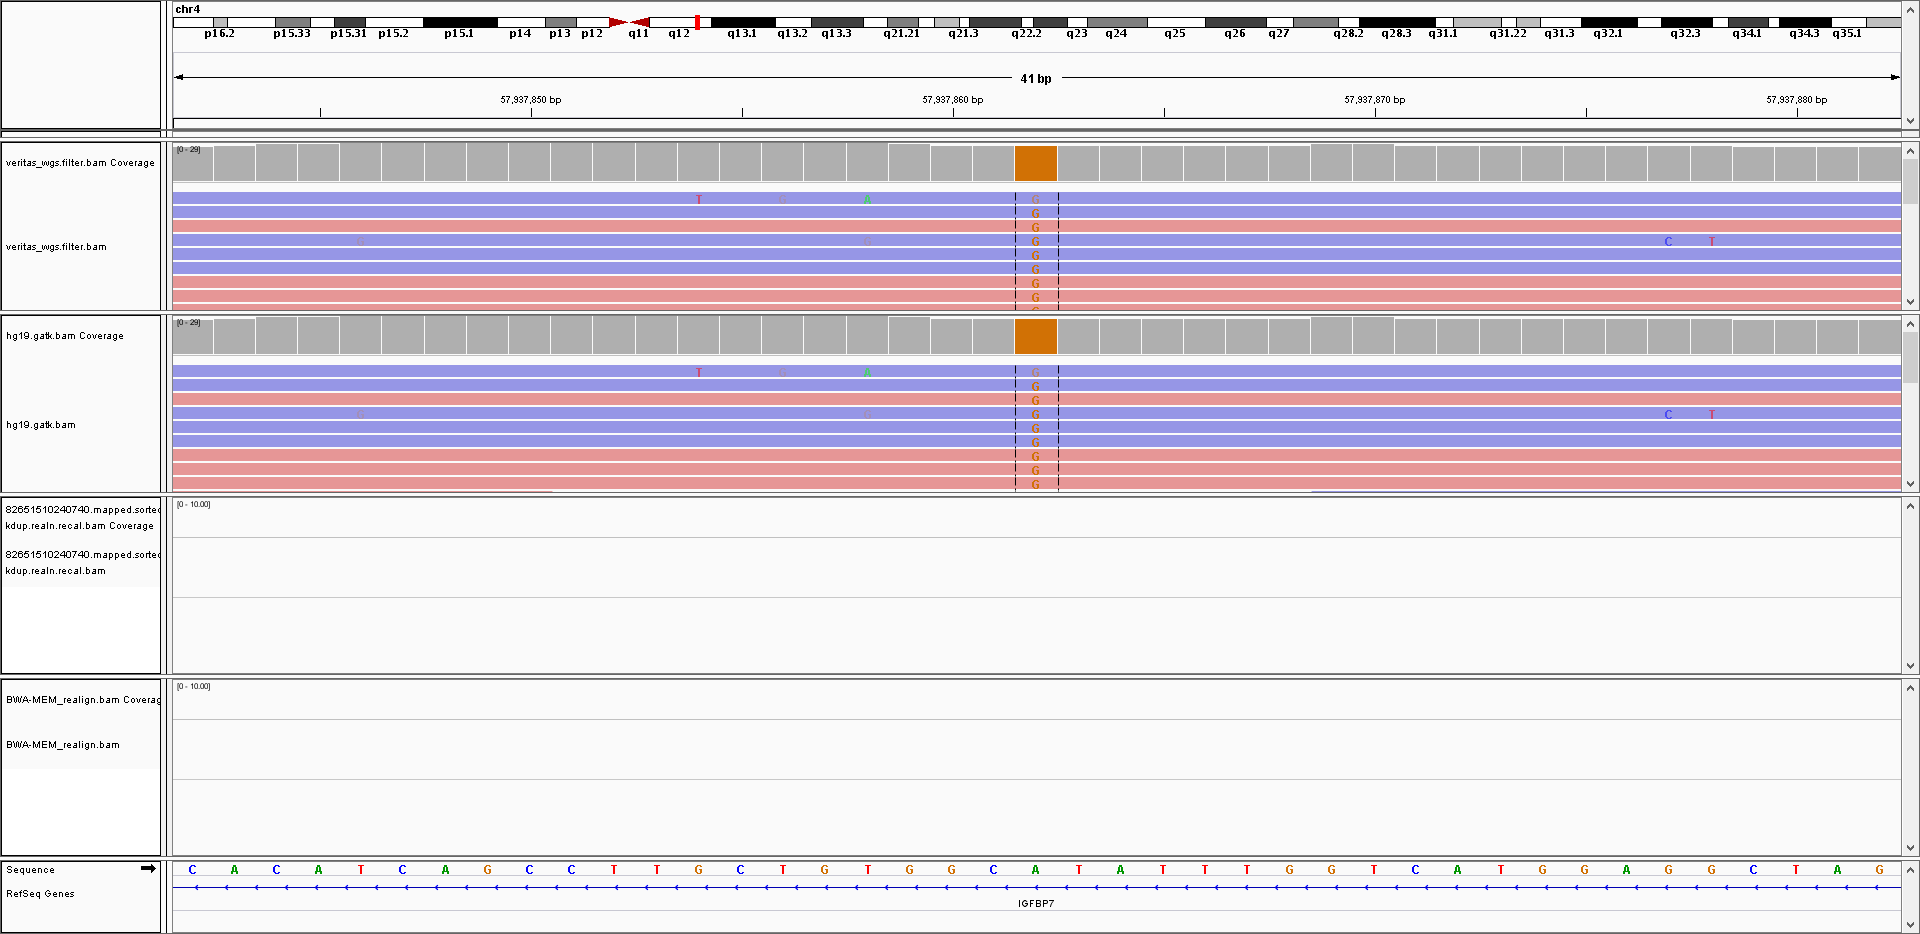 chr4
p16.2 p15.33 p15.31 p15.2 p15.1 p14 p13 p12 q11 q12 q13.1 q13.2 q13.3 q21.21 q21.3 q22.2 q23 q24 q25 q26 q27 q28.2 q28.3 q31.1 q31.22 q31.3 q32.1 q32.3 q34.1 q34.3 q35.1
41 bp
57,937,850 bp 57,937,860 bp 57,937,870 bp 57,937,880 bp
[0 - 29]
veritas_wgs.filter.bam Coverage
T G A G
G
G
veritas_wgs.filter.bam
G G G C T
G
G
G
G
[0 - 29]
hg19.gatk.bam Coverage
T G A G
G
G
G G G C T
hg19.gatk.bam
G
G
G
G
G
[0 - 10.00]
82651510240740.mapped.sorted
kdup.realn.recal.bam Coverage
82651510240740.mapped.sorted
kdup.realn.recal.bam
[0 - 10.00]
BWA-MEM_realign.bam Coverag
BWA-MEM_realign.bam
Sequence
C A C A T C A G C C T T G C T G T G G C A T A T T T G G T C A T G G A G G C T A G
RefSeq Genes
IGFBP7